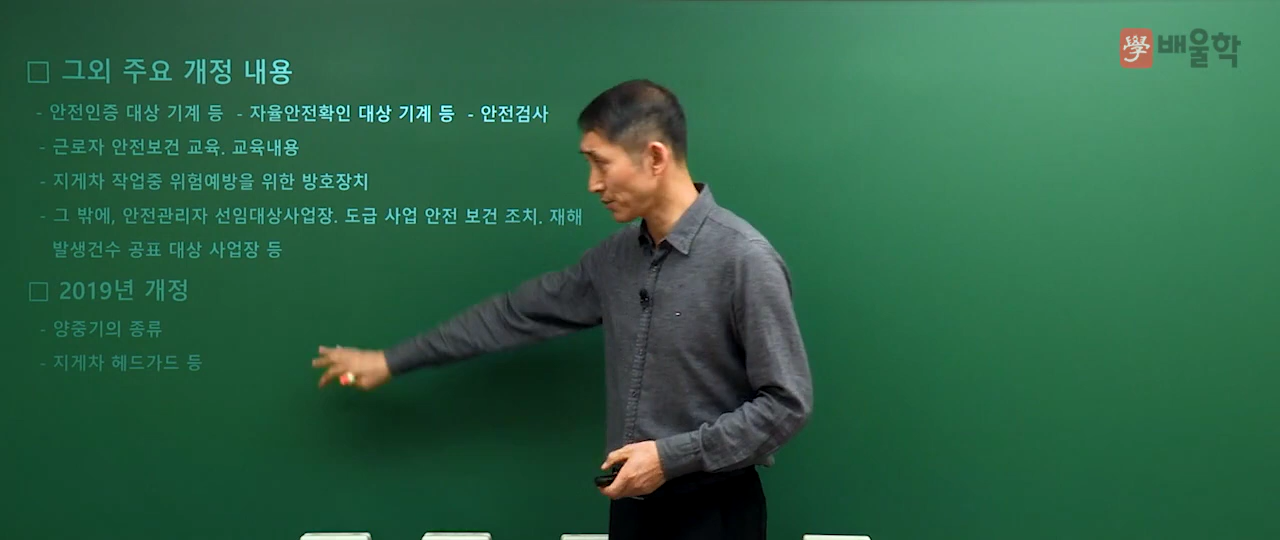 學 배울학
□ 그외 주요 개정 내용
- 안전인증 대상 기계 등 - 자율안전확인 대상 기계 등 - 안전검사
- 근로자 안전보건 교육. 교육내용
- 지게차 작업중 위험예방을 위한 방호장치
- 그 밖에, 안전관리자 선임대상사업장. 도급 사업 안전 보건 조치. 재해
발생건수 공표 대상 사업장 등
□ 2019년 개정
- 양중기의 종류
- 지게차 헤드가드 등